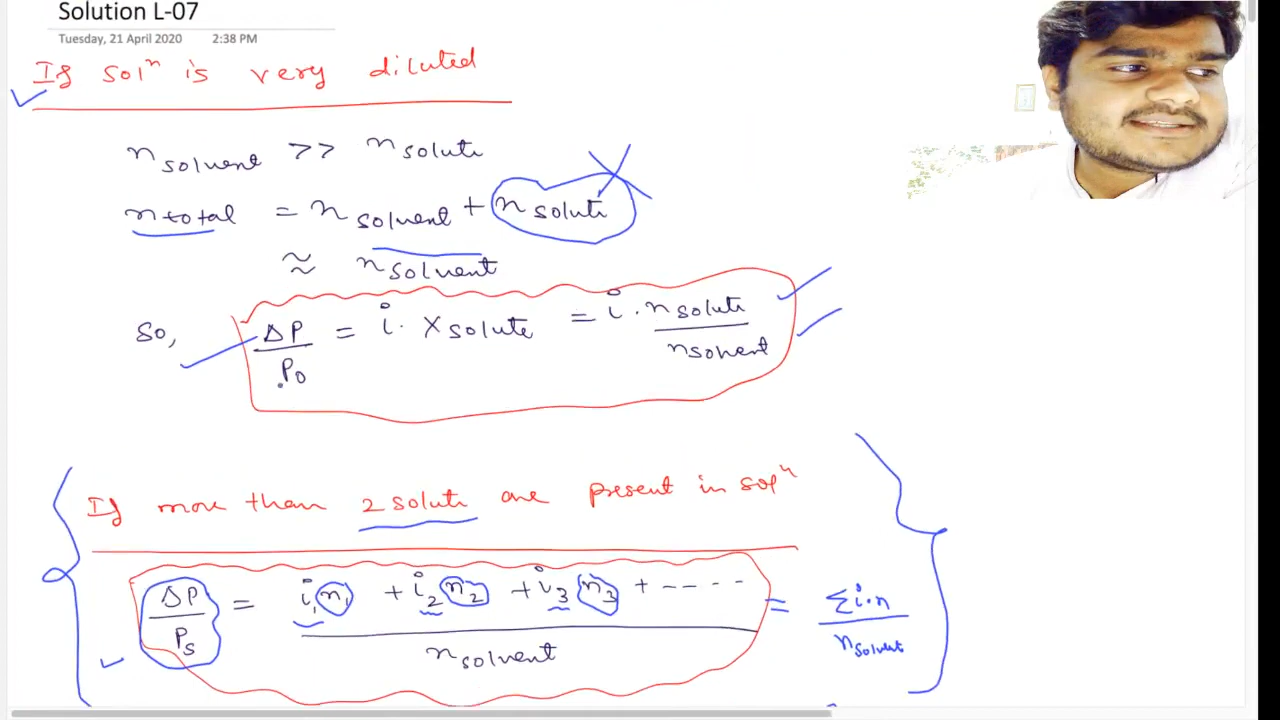 Solution L-07
Tuesday, 21 April 2020 2:38 PM
If solⁿ is very diluted
n solvent >> n solute
n total = n solvent + n solute
≈ n solvent
So, ΔP/P₀ = i · X solute = i · n solute / n solvent
If more than 2 solute are present in solⁿ
ΔP/Pₛ = i₁n₁ + i₂n₂ + i₃n₃ + ----- / n solvent = Σi·n / n solvent